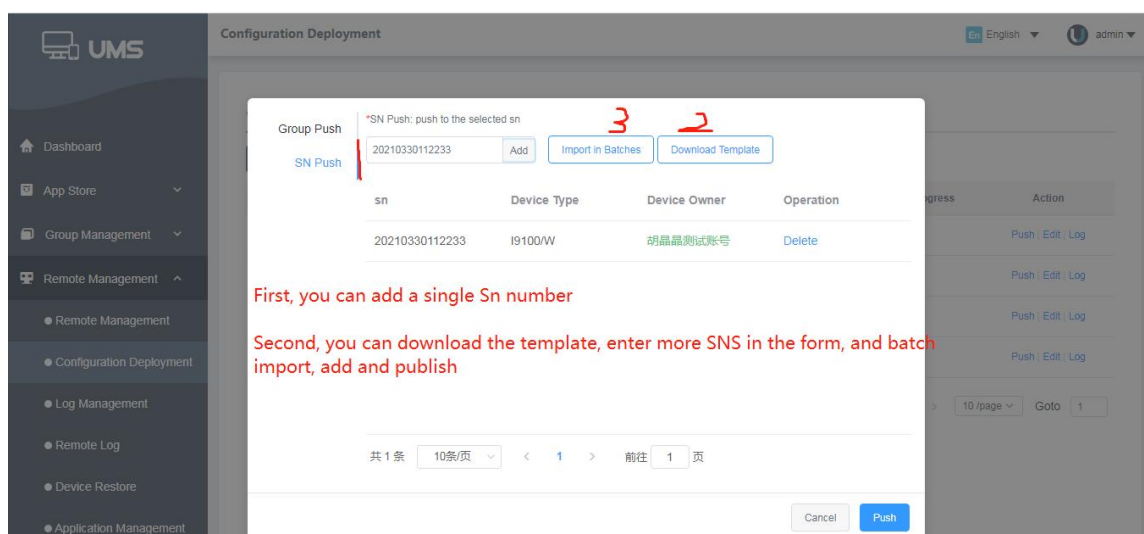 UMS
Configuration Deployment
En English
admin
Dashboard
App Store
Group Management
Remote Management
Remote Management
Configuration Deployment
Log Management
Remote Log
Device Restore
Application Management
Group Push
SN Push
*SN Push: push to the selected sn
3 2
1
20210330112233 Add Import in Batches Download Template
sn Device Type Device Owner Operation
20210330112233 I9100/W 胡晶晶测试账号 Delete
First, you can add a single Sn number
Second, you can download the template, enter more SNS in the form, and batch
import, add and publish
共 1 条 10条/页 < 1 > 前往 1 页
Cancel Push
ogress Action
Push Edit Log
Push Edit Log
Push Edit Log
Push Edit Log
> 10 /page Goto 1